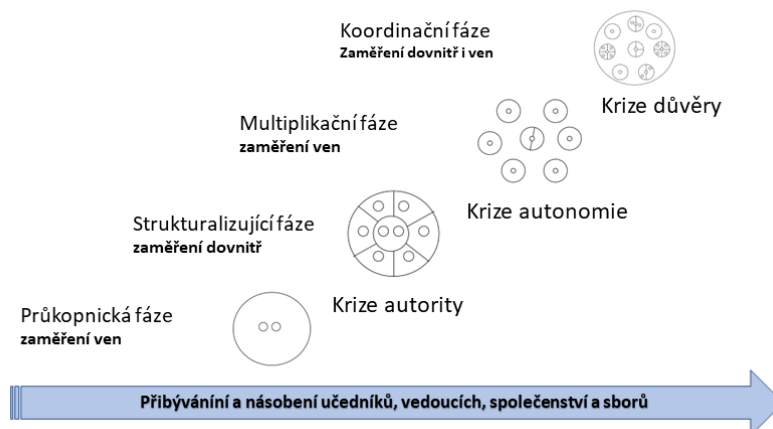 Koordinační fáze
Zaměření dovnitř i ven
Krize důvěry
Multiplikační fáze
zaměření ven
Krize autonomie
Strukturalizující fáze
zaměření dovnitř
Krize autority
Průkopnická fáze
zaměření ven
Přibývánίní a násobení učedníků, vedoucích, společenství a sborů